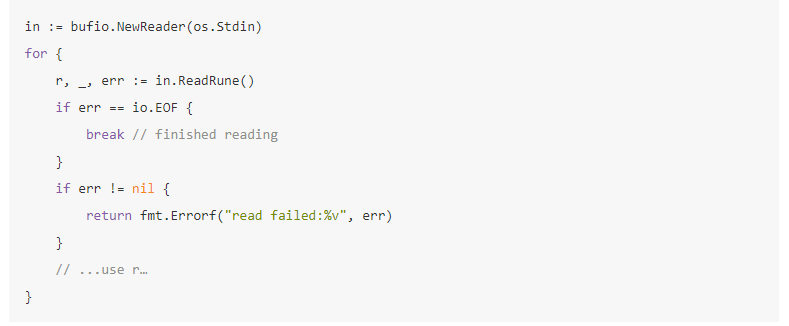 in := bufio.NewReader(os.Stdin)
for {
    r, _, err := in.ReadRune()
    if err == io.EOF {
        break // finished reading
    }
    if err != nil {
        return fmt.Errorf("read failed:%v", err)
    }
    // ...use r…
}